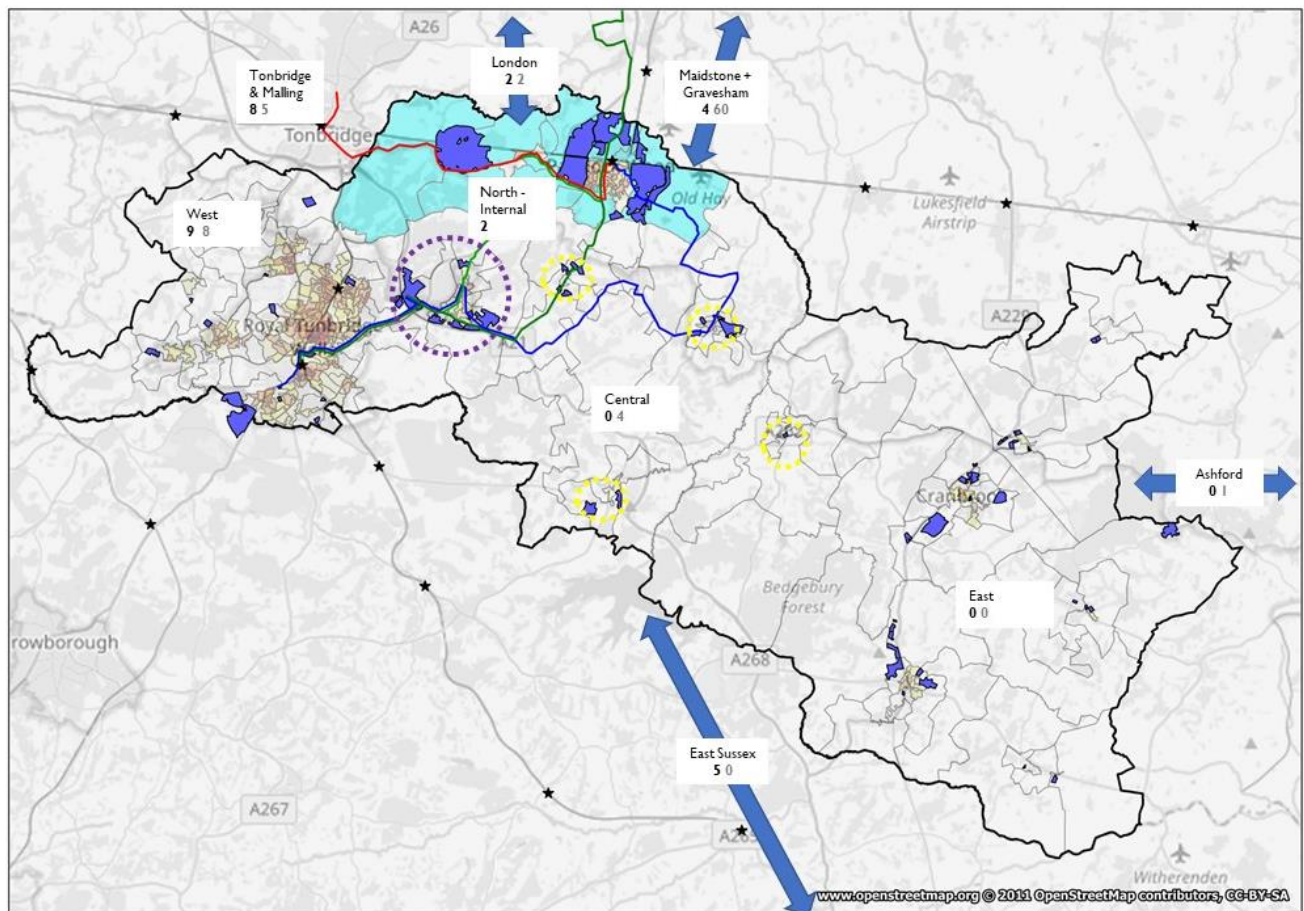 A26
London
2 2
Tonbridge
& Malling
8 5
Maidstone +
Gravesham
4 60
Tonbridge
Old Hay
Lukesfield
Airstrip
North -
Internal
2
West
9 8
A229
Royal Tunbrid
Central
0 4
Ashford
0 1
Cranbroo
Bedgebury
Forest
East
0 0
rowborough
A268
East Sussex
5 0
A267
Witherenden
www.openstreetmap.org © 2011 OpenStreetMap contributors, CC-BY-SA